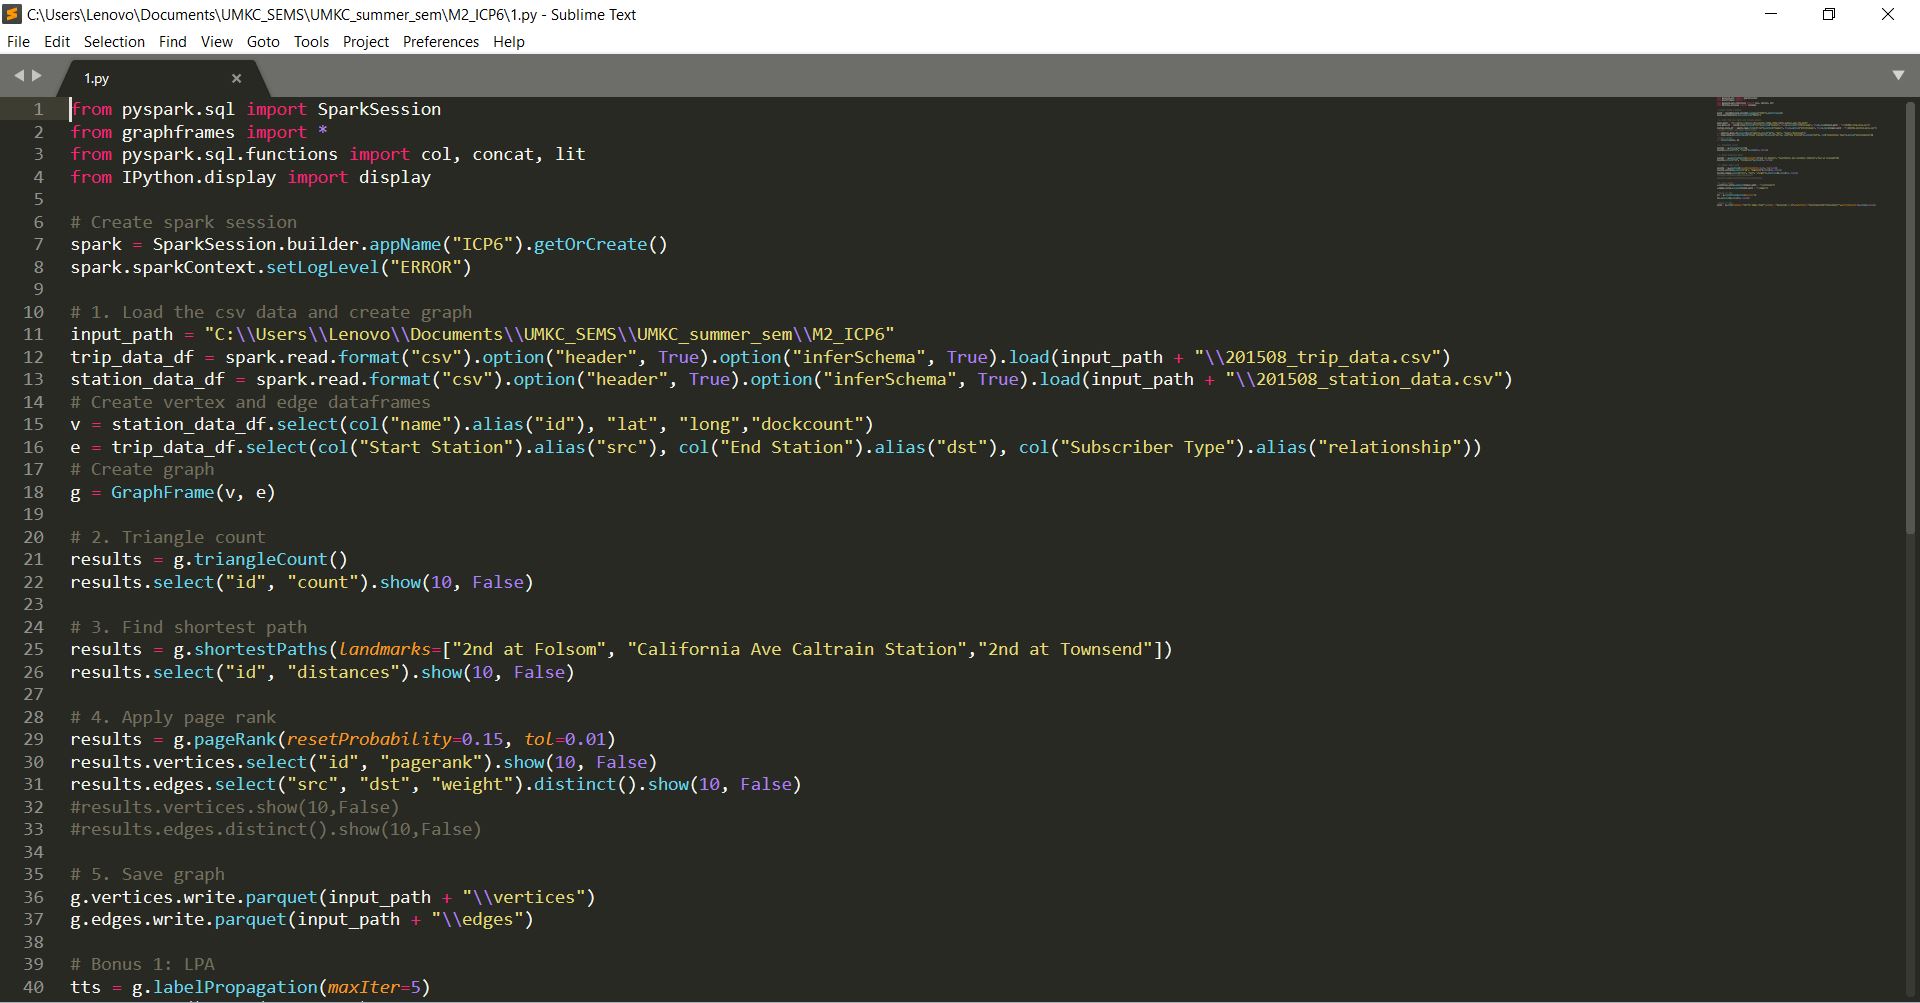 C:\Users\Lenovo\Documents\UMKC_SEMS\UMKC_summer_sem\M2_ICP6\1.py - Sublime Text
File Edit Selection Find View Goto Tools Project Preferences Help
1.py
1 from pyspark.sql import SparkSession
2 from graphframes import *
3 from pyspark.sql.functions import col, concat, lit
4 from IPython.display import display
5
6 # Create spark session
7 spark = SparkSession.builder.appName("ICP6").getOrCreate()
8 spark.sparkContext.setLogLevel("ERROR")
9
10 # 1. Load the csv data and create graph
11 input_path = "C:\\Users\\Lenovo\\Documents\\UMKC_SEMS\\UMKC_summer_sem\\M2_ICP6"
12 trip_data_df = spark.read.format("csv").option("header", True).option("inferSchema", True).load(input_path + "\\201508_trip_data.csv")
13 station_data_df = spark.read.format("csv").option("header", True).option("inferSchema", True).load(input_path + "\\201508_station_data.csv")
14 # Create vertex and edge dataframes
15 v = station_data_df.select(col("name").alias("id"), "lat", "long","dockcount")
16 e = trip_data_df.select(col("Start Station").alias("src"), col("End Station").alias("dst"), col("Subscriber Type").alias("relationship"))
17 # Create graph
18 g = GraphFrame(v, e)
19
20 # 2. Triangle count
21 results = g.triangleCount()
22 results.select("id", "count").show(10, False)
23
24 # 3. Find shortest path
25 results = g.shortestPaths(landmarks=["2nd at Folsom", "California Ave Caltrain Station","2nd at Townsend"])
26 results.select("id", "distances").show(10, False)
27
28 # 4. Apply page rank
29 results = g.pageRank(resetProbability=0.15, tol=0.01)
30 results.vertices.select("id", "pagerank").show(10, False)
31 results.edges.select("src", "dst", "weight").distinct().show(10, False)
32 #results.vertices.show(10,False)
33 #results.edges.distinct().show(10,False)
34
35 # 5. Save graph
36 g.vertices.write.parquet(input_path + "\\vertices")
37 g.edges.write.parquet(input_path + "\\edges")
38
39 # Bonus 1: LPA
40 tts = g.labelPropagation(maxIter=5)